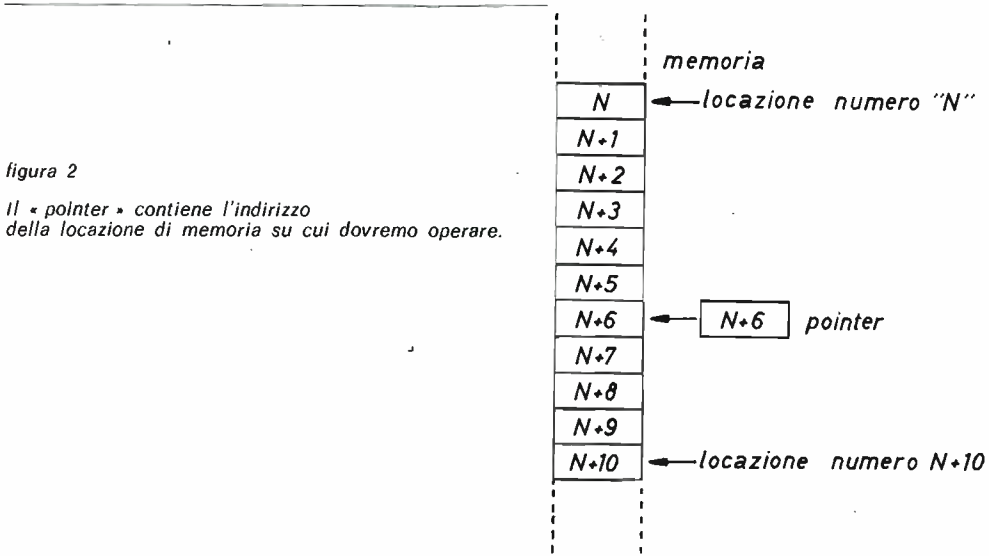 memoria
N
locazione numero "N"
N+1
N+2
figura 2
N+3
Il « pointer » contiene l'indirizzo
della locazione di memoria su cui dovremo operare.
N+4
N+5
N+6
N+6 pointer
N+7
N+8
N+9
N+10
locazione numero N+10